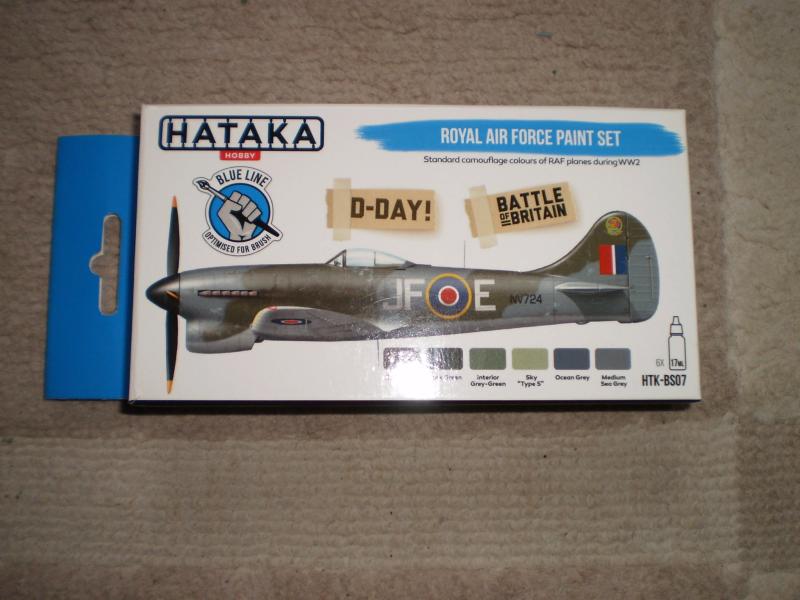 HATAKA
HOBBY
ROYAL AIR FORCE PAINT SET
Standard camouflage colours of RAF planes during WW2
BLUE LINE
OPTIMISED FOR BRUSH
D-DAY!
BATTLE
OF BRITAIN
JF E
NV724
Green
Interior
Grey-Green
Sky
"Type S"
Ocean Grey
Medium
Sea Grey
6X
17ML
HTK-BS07